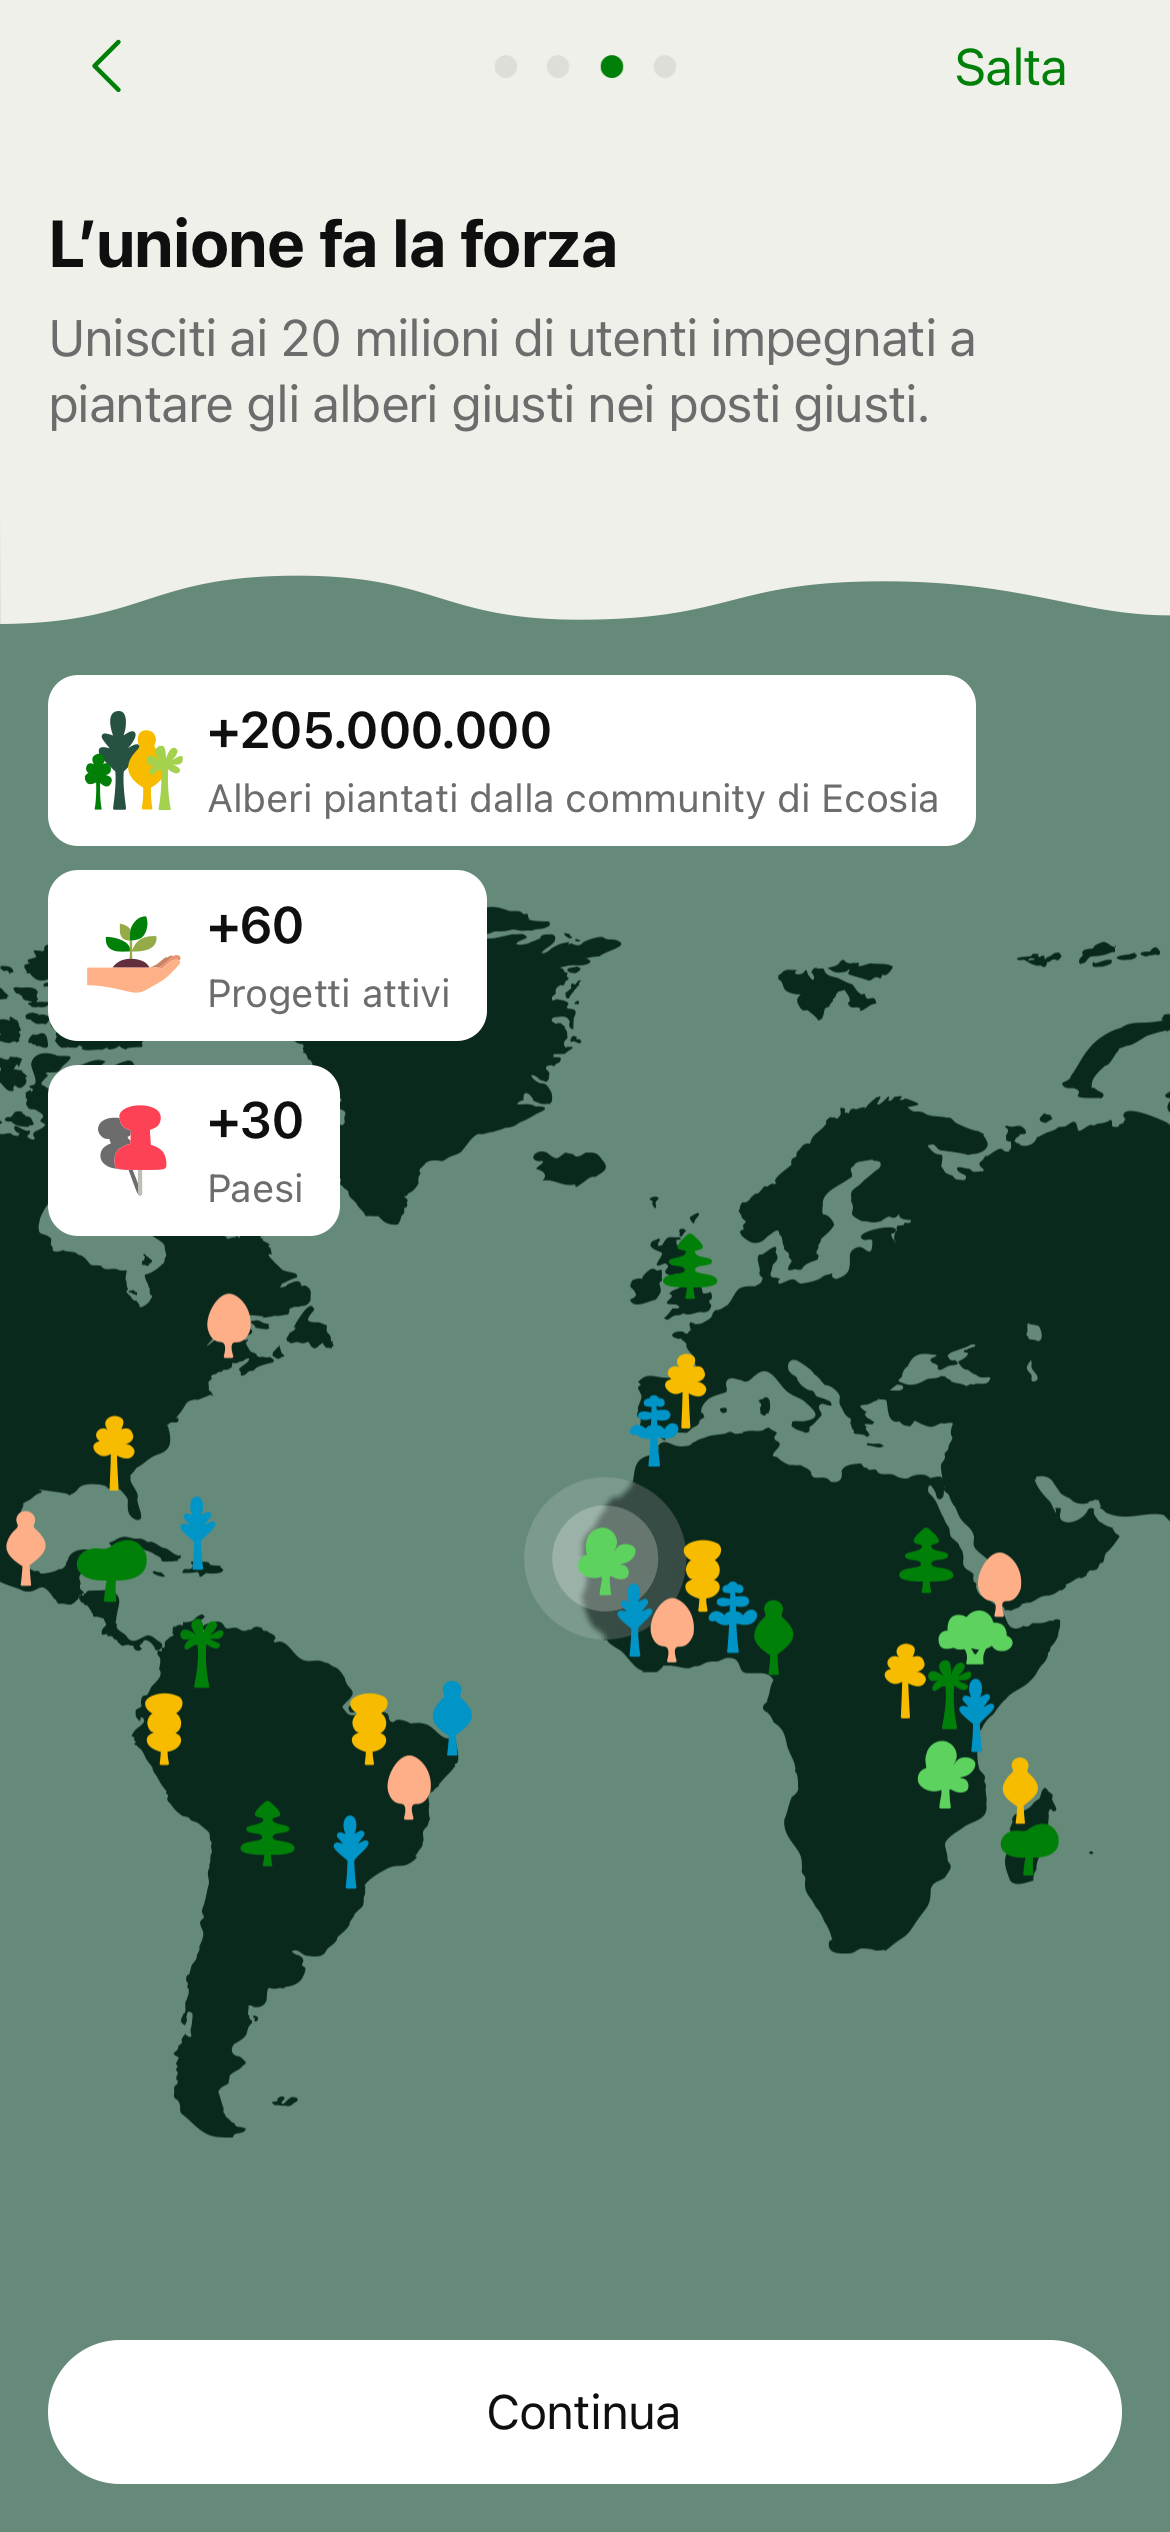 Salta
L’unione fa la forza
Unisciti ai 20 milioni di utenti impegnati a
piantare gli alberi giusti nei posti giusti.
+205.000.000
Alberi piantati dalla community di Ecosia
+60
Progetti attivi
+30
Paesi
Continua